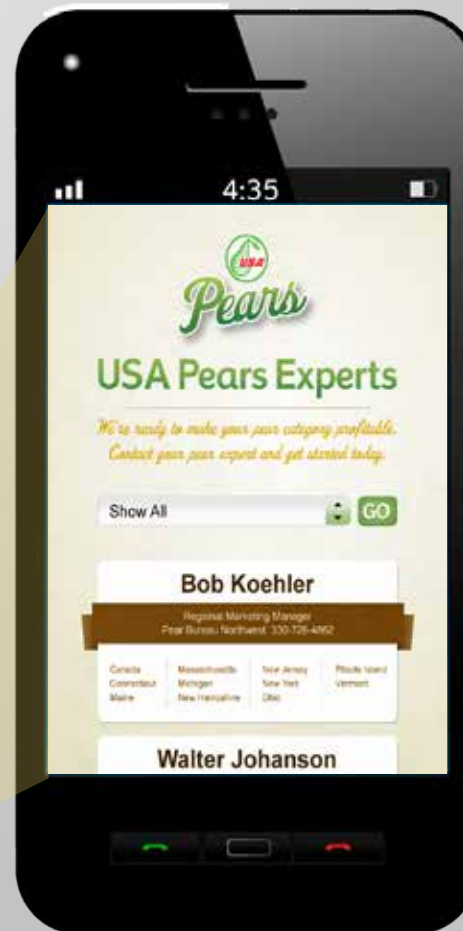 4:35
USA
Pears
USA Pears Experts
We're ready to make your pear category profitable.
Contact your pear expert and get started today.
Show All
GO
Bob Koehler
Regional Marketing Manager
Pear Bureau Northwest 330-728-4862
Canada
Connecticut
Maine
Massachusetts
Michigan
New Hampshire
New Jersey
New York
Ohio
Rhode Island
Vermont
Walter Johanson